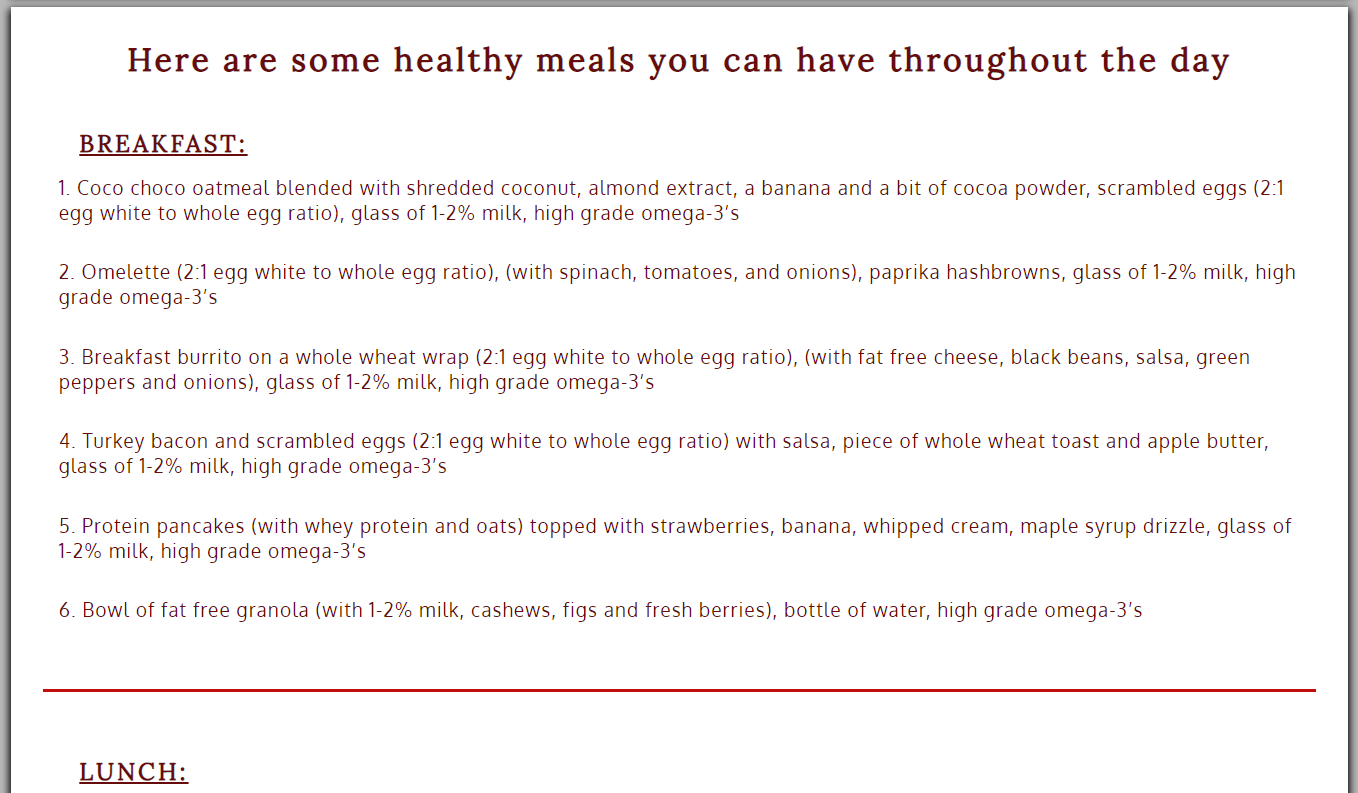 Here are some healthy meals you can have throughout the day
BREAKFAST:
1. Coco choco oatmeal blended with shredded coconut, almond extract, a banana and a bit of cocoa powder, scrambled eggs (2:1
egg white to whole egg ratio), glass of 1-2% milk, high grade omega-3's
2. Omelette (2:1 egg white to whole egg ratio), (with spinach, tomatoes, and onions), paprika hashbrowns, glass of 1-2% milk, high
grade omega-3's
3. Breakfast burrito on a whole wheat wrap (2:1 egg white to whole egg ratio), (with fat free cheese, black beans, salsa, green
peppers and onions), glass of 1-2% milk, high grade omega-3's
4. Turkey bacon and scrambled eggs (2:1 egg white to whole egg ratio) with salsa, piece of whole wheat toast and apple butter,
glass of 1-2% milk, high grade omega-3's
5. Protein pancakes (with whey protein and oats) topped with strawberries, banana, whipped cream, maple syrup drizzle, glass of
1-2% milk, high grade omega-3's
6. Bowl of fat free granola (with 1-2% milk, cashews, figs and fresh berries), bottle of water, high grade omega-3's
LUNCH: